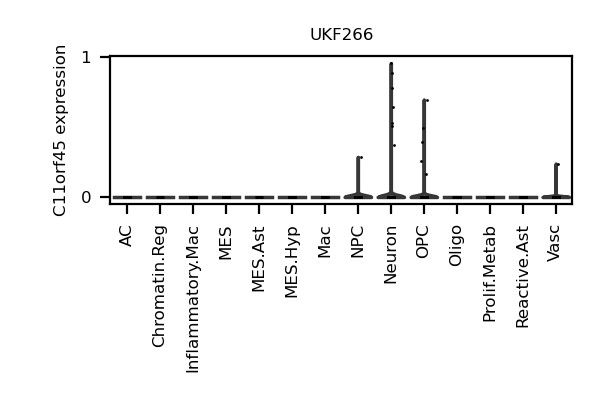 UKF266
C11orf45 expression
1
0
AC
Chromatin.Reg
Inflammatory.Mac
MES
MES.Ast
MES.Hyp
Mac
NPC
Neuron
OPC
Oligo
Prolif.Metab
Reactive.Ast
Vasc